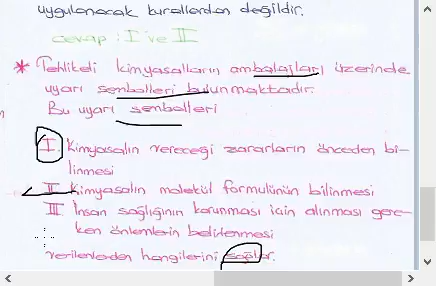 uygulanacak kurallardan değildir.
cevap : I ve II
* Tehlikeli kimyasalların ambalajları üzerinde
uyarı sembolleri bulunmaktadır.
Bu uyarı sembolleri
I. Kimyasalın vereceği zararların önceden bi-
linmesi
II Kimyasalın molekül formülünün bilinmesi
III İnsan sağlığının korunması için alınması gere-
ken önlemlerin belirlenmesi
verilenlerden hangilerini sağlar.